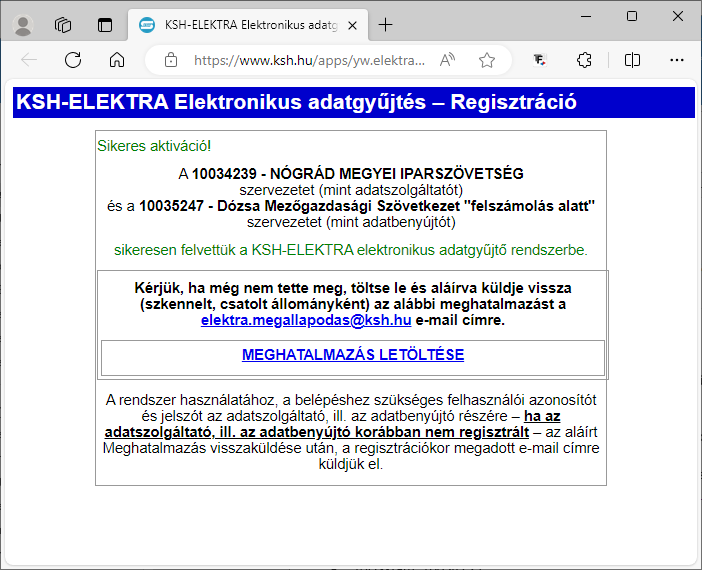 KSH-ELEKTRA Elektronikus adatg
https://www.ksh.hu/apps/yw.elektra...
KSH-ELEKTRA Elektronikus adatgyűjtés – Regisztráció
Sikeres aktiváció!
A 10034239 - NÓGRÁD MEGYEI IPARSZÖVETSÉG
szervezetet (mint adatszolgáltatót)
és a 10035247 - Dózsa Mezőgazdasági Szövetkezet "felszámolás alatt"
szervezetet (mint adatbenyújtót)
sikeresen felvettük a KSH-ELEKTRA elektronikus adatgyűjtő rendszerbe.
Kérjük, ha még nem tette meg, töltse le és aláírva küldje vissza
(szkennelt, csatolt állományként) az alábbi meghatalmazást a
elektra.megallapodas@ksh.hu e-mail címre.
MEGHATALMAZÁS LETÖLTÉSE
A rendszer használatához, a belépéshez szükséges felhasználói azonosítót
és jelszót az adatszolgáltató, ill. az adatbenyújtó részére – ha az
adatszolgáltató, ill. az adatbenyújtó korábban nem regisztrált – az aláírt
Meghatalmazás visszaküldése után, a regisztrációkor megadott e-mail címre
küldjük el.